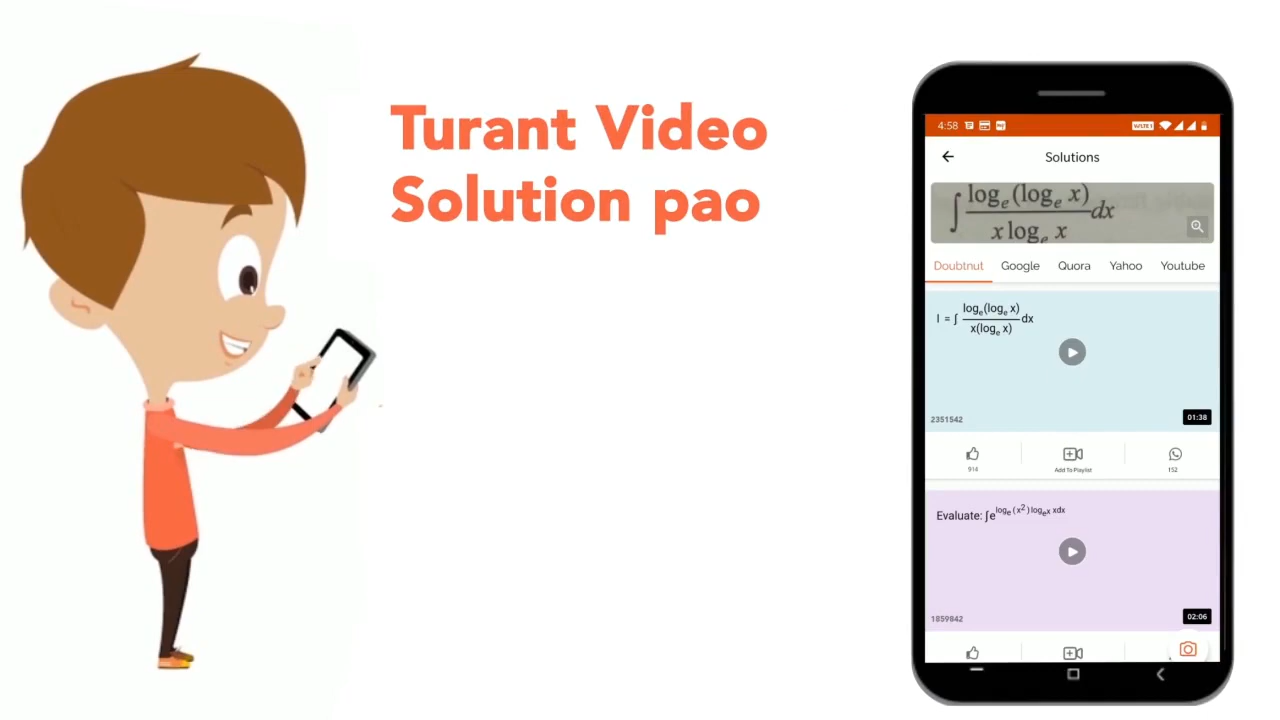 Turant Video
Solution pao
4:58
VoLTE1
Solutions
∫ logₑ(logₑ x) / x logₑ x dx
Doubtnut Google Quora Yahoo Youtube
I = ∫ logₑ(logₑ x) / x(logₑ x) dx
2351542 01:38
914 Add To Playlist 152
Evaluate: ∫e^logₑ(x²)logₑx xdx
1859842 02:06